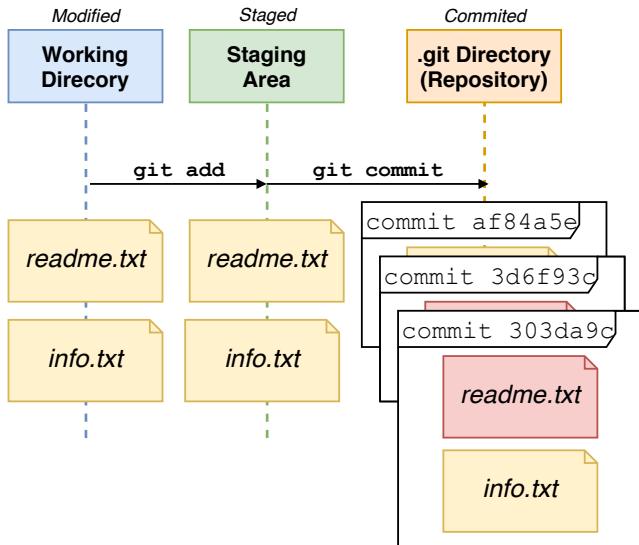 Modified
Staged
Commited
Working
Direcory
Staging
Area
.git Directory
(Repository)
git add
git commit
readme.txt
readme.txt
commit af84a5e
commit 3d6f93c
commit 303da9c
info.txt
info.txt
readme.txt
info.txt